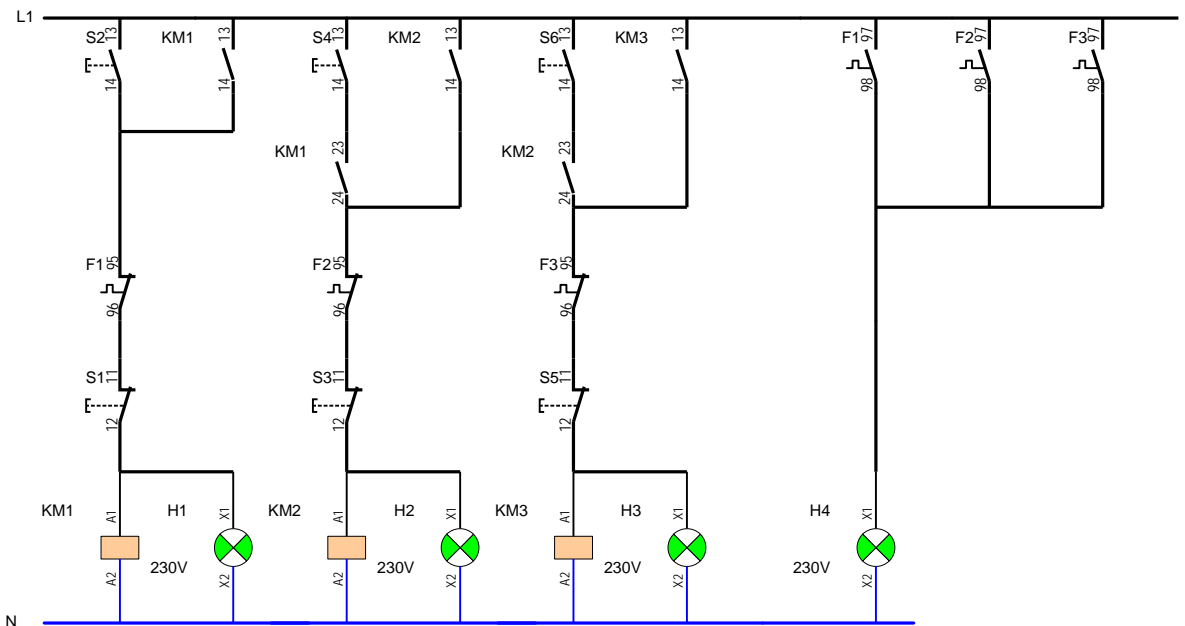 L1
S2 13 KM1 13 S4 13 KM2 13 S6 13 KM3 13 F1 97 F2 97 F3 97
14 14 14 14 14 14 98 98 98
KM1 23 KM2 23
24 24
F1 95 F2 95 F3 95
96 96 96
S1 11 S3 11 S5 11
12 12 12
KM1 A1 H1 X1 KM2 A1 H2 X1 KM3 A1 H3 X1 H4 X1
230V 230V 230V 230V
A2 X2 A2 X2 A2 X2 X2
N